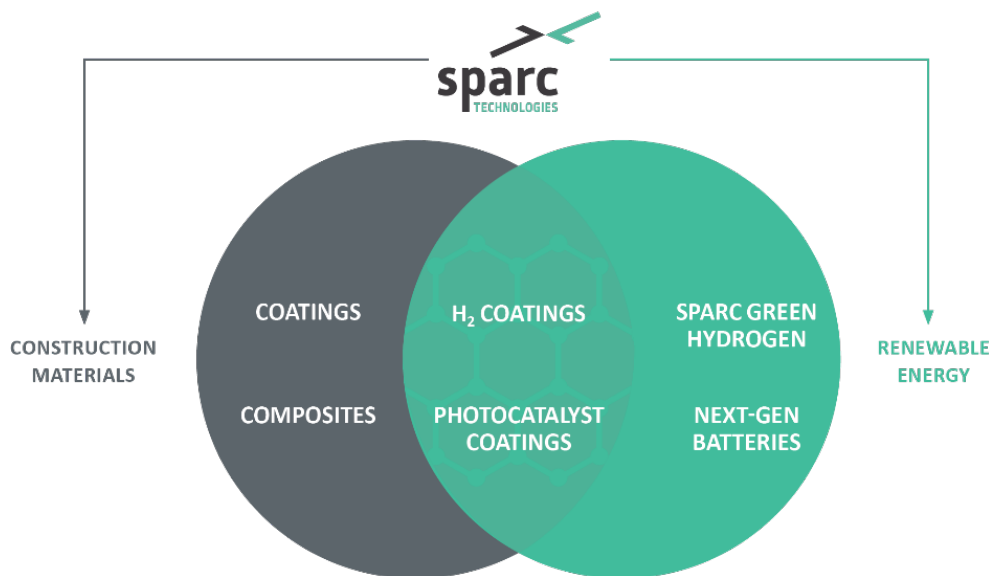 sparc
TECHNOLOGIES
COATINGS
H₂ COATINGS
SPARC GREEN
HYDROGEN
CONSTRUCTION
MATERIALS
RENEWABLE
ENERGY
COMPOSITES
PHOTOCATALYST
COATINGS
NEXT-GEN
BATTERIES